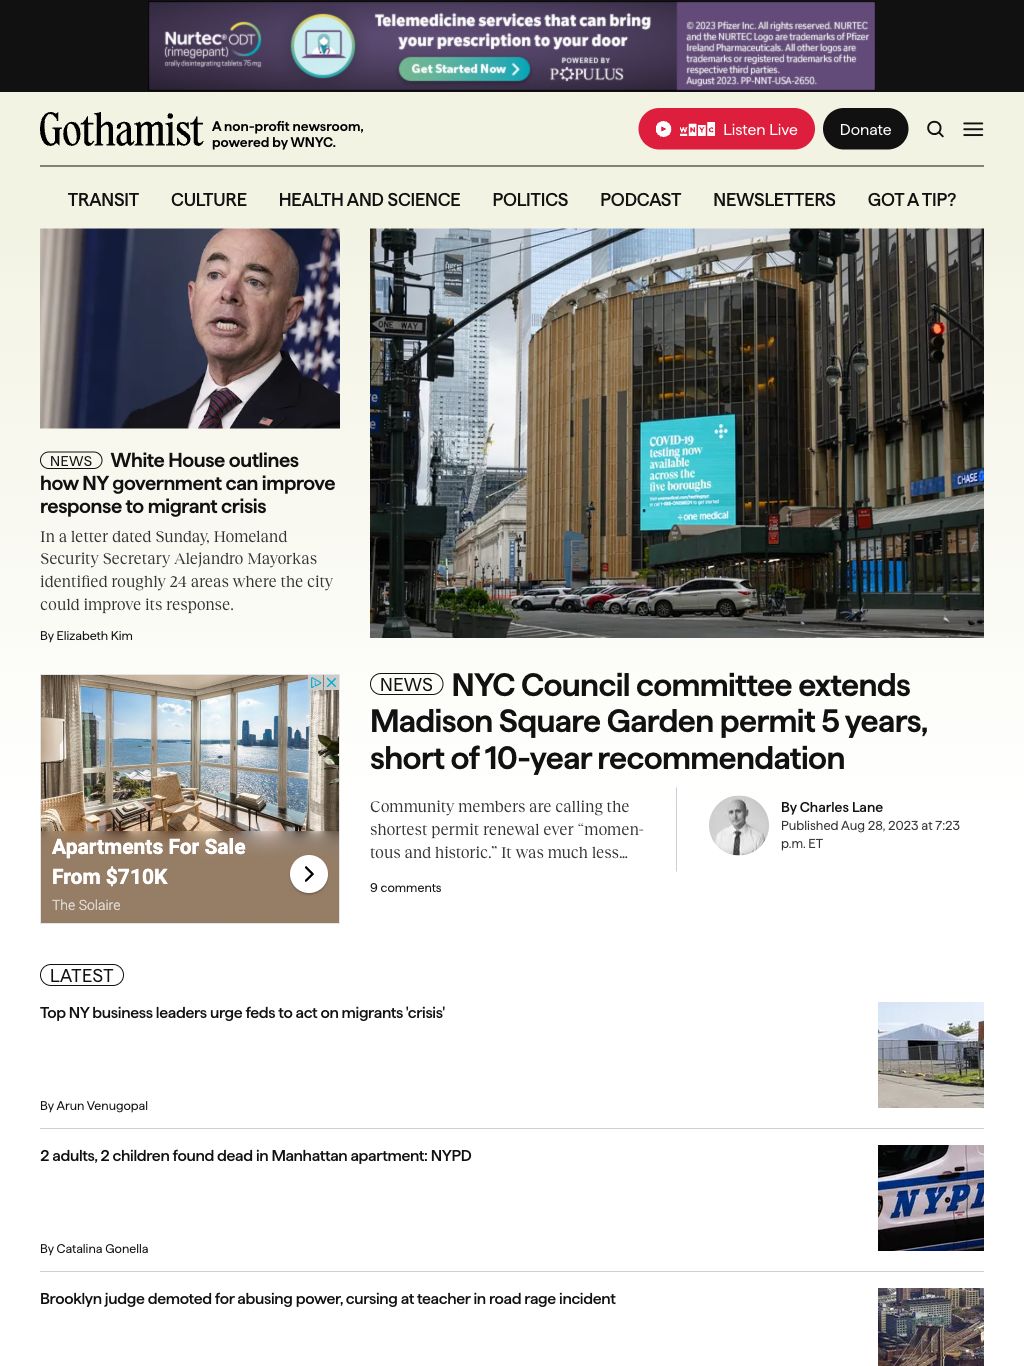 Nurtec ODT
(rimegepant)
orally disintegrating tablets 75 mg
Telemedicine services that can bring
your prescription to your door
Get Started Now
POWERED BY
POPULUS
© 2023 Pfizer Inc. All rights reserved. NURTEC
and the NURTEC Logo are trademarks of Pfizer
Ireland Pharmaceuticals. All other logos are
trademarks or registered trademarks of the
respective third parties.
August 2023. PP-NNT-USA-2650.
Gothamist
A non-profit newsroom,
powered by WNYC.
WNYC Listen Live
Donate
TRANSIT CULTURE HEALTH AND SCIENCE POLITICS PODCAST NEWSLETTERS GOT A TIP?
NEWS White House outlines
how NY government can improve
response to migrant crisis
In a letter dated Sunday, Homeland
Security Secretary Alejandro Mayorkas
identified roughly 24 areas where the city
could improve its response.
By Elizabeth Kim
ONE WAY
COVID-19
testing now
available
across the
five boroughs
one medical
CHASE
Apartments For Sale
From $710K
The Solaire
NEWS NYC Council committee extends
Madison Square Garden permit 5 years,
short of 10-year recommendation
Community members are calling the
shortest permit renewal ever “momen-
tous and historic.” It was much less...
9 comments
By Charles Lane
Published Aug 28, 2023 at 7:23
p.m. ET
LATEST
Top NY business leaders urge feds to act on migrants 'crisis'
By Arun Venugopal
2 adults, 2 children found dead in Manhattan apartment: NYPD
NYPD
By Catalina Gonella
Brooklyn judge demoted for abusing power, cursing at teacher in road rage incident